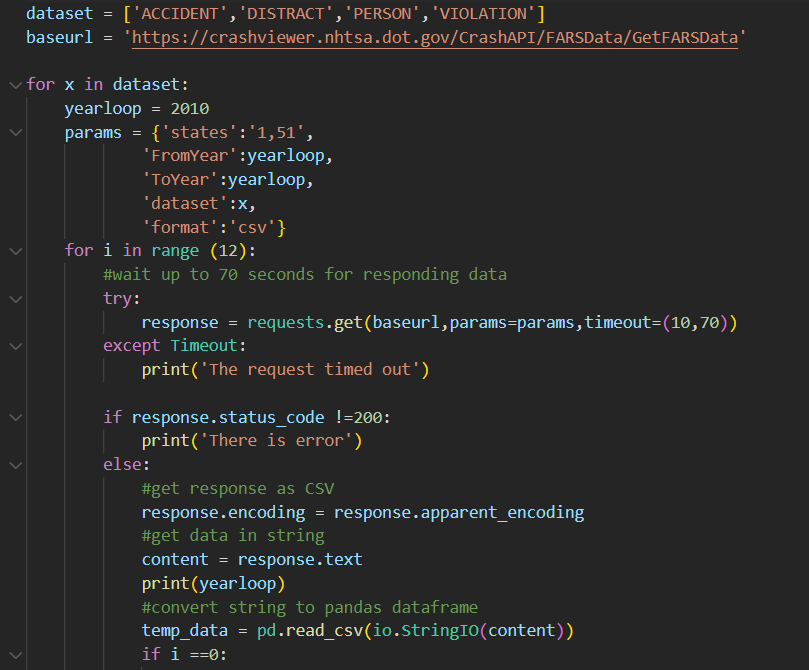 dataset = ['ACCIDENT','DISTRACT','PERSON','VIOLATION']
baseurl = 'https://crashviewer.nhtsa.dot.gov/CrashAPI/FARSData/GetFARSData'
for x in dataset:
    yearloop = 2010
    params = {'states':'1,51',
            'FromYear':yearloop,
            'ToYear':yearloop,
            'dataset':x,
            'format':'csv'}
    for i in range (12):
        #wait up to 70 seconds for responding data
        try:
            response = requests.get(baseurl,params=params,timeout=(10,70))
        except Timeout:
            print('The request timed out')
        if response.status_code !=200:
            print('There is error')
        else:
            #get response as CSV
            response.encoding = response.apparent_encoding
            #get data in string
            content = response.text
            print(yearloop)
            #convert string to pandas dataframe
            temp_data = pd.read_csv(io.StringIO(content))
            if i ==0: